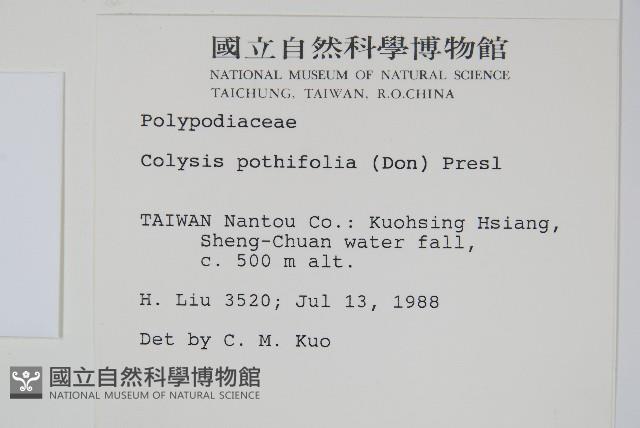 國立自然科學博物館
NATIONAL MUSEUM OF NATURAL SCIENCE
TAICHUNG, TAIWAN, R.O.CHINA
Polypodiaceae
Colysis pothifolia (Don) Presl
TAIWAN Nantou Co.: Kuohsing Hsiang,
Sheng-Chuan water fall,
c. 500 m alt.
H. Liu 3520; Jul 13, 1988
Det by C. M. Kuo
國立自然科學博物館
NATIONAL MUSEUM OF NATURAL SCIENCE